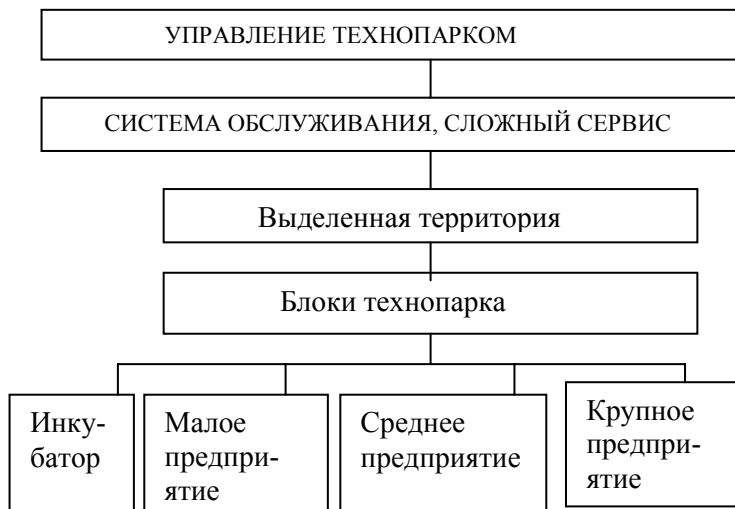 УПРАВЛЕНИЕ ТЕХНОПАРКОМ
СИСТЕМА ОБСЛУЖИВАНИЯ, СЛОЖНЫЙ СЕРВИС
Выделенная территория
Блоки технопарка
Инку-
батор
Малое
предпри-
ятие
Среднее
предприятие
Крупное
предпри-
ятие